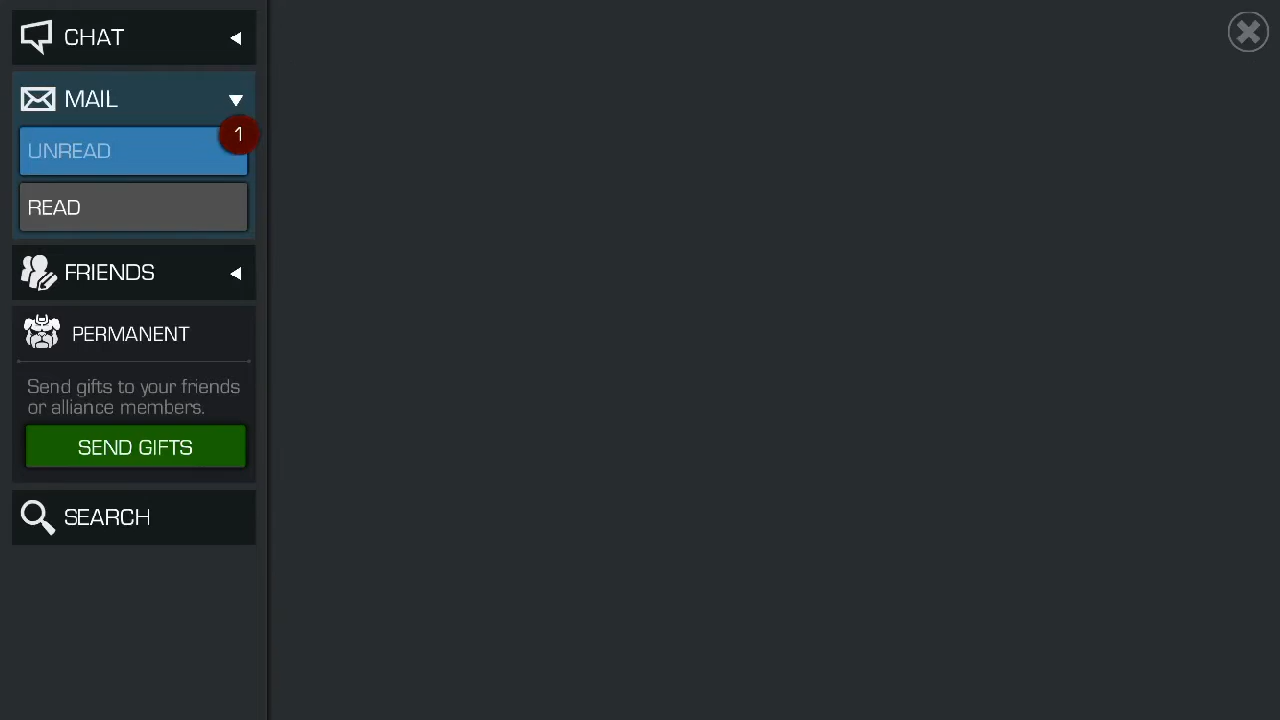 CHAT
MAIL
1
UNREAD
READ
FRIENDS
PERMANENT
Send gifts to your friends
or alliance members.
SEND GIFTS
SEARCH